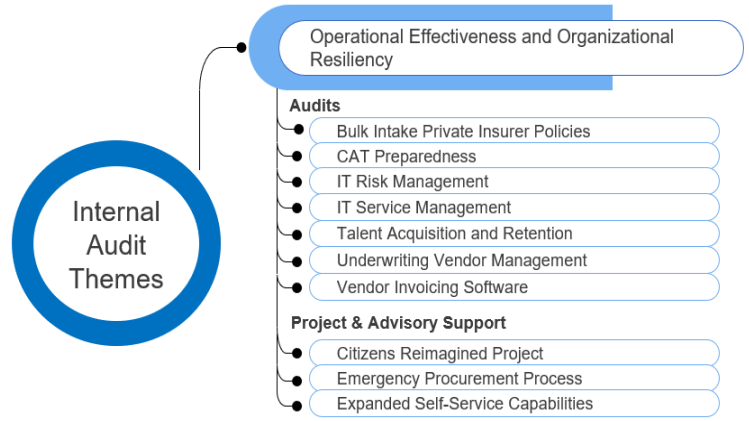 Operational Effectiveness and Organizational
Resiliency
Audits
Bulk Intake Private Insurer Policies
CAT Preparedness
IT Risk Management
IT Service Management
Talent Acquisition and Retention
Underwriting Vendor Management
Vendor Invoicing Software
Internal
Audit
Themes
Project & Advisory Support
Citizens Reimagined Project
Emergency Procurement Process
Expanded Self-Service Capabilities